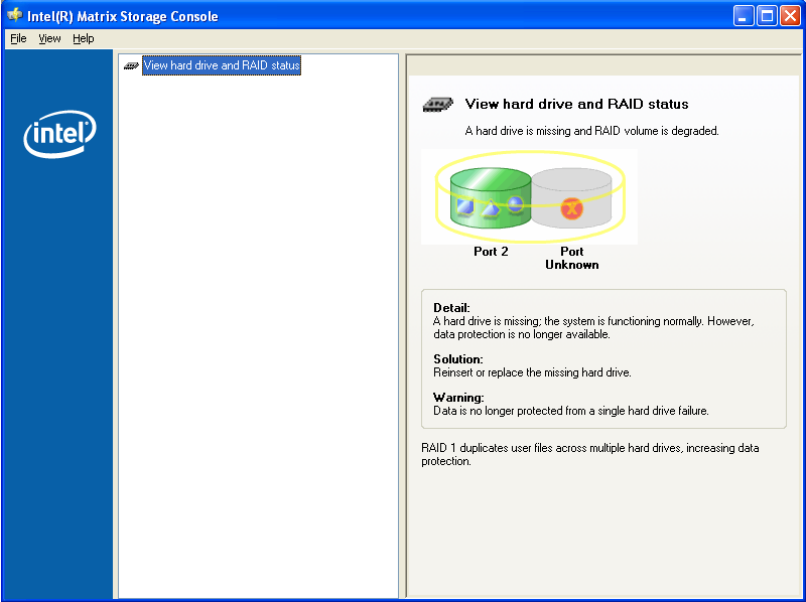 Intel(R) Matrix Storage Console
File View Help
intel
View hard drive and RAID status
View hard drive and RAID status
A hard drive is missing and RAID volume is degraded.
Port 2
Port
Unknown
Detail:
A hard drive is missing; the system is functioning normally. However,
data protection is no longer available.
Solution:
Reinsert or replace the missing hard drive.
Warning:
Data is no longer protected from a single hard drive failure.
RAID 1 duplicates user files across multiple hard drives, increasing data
protection.